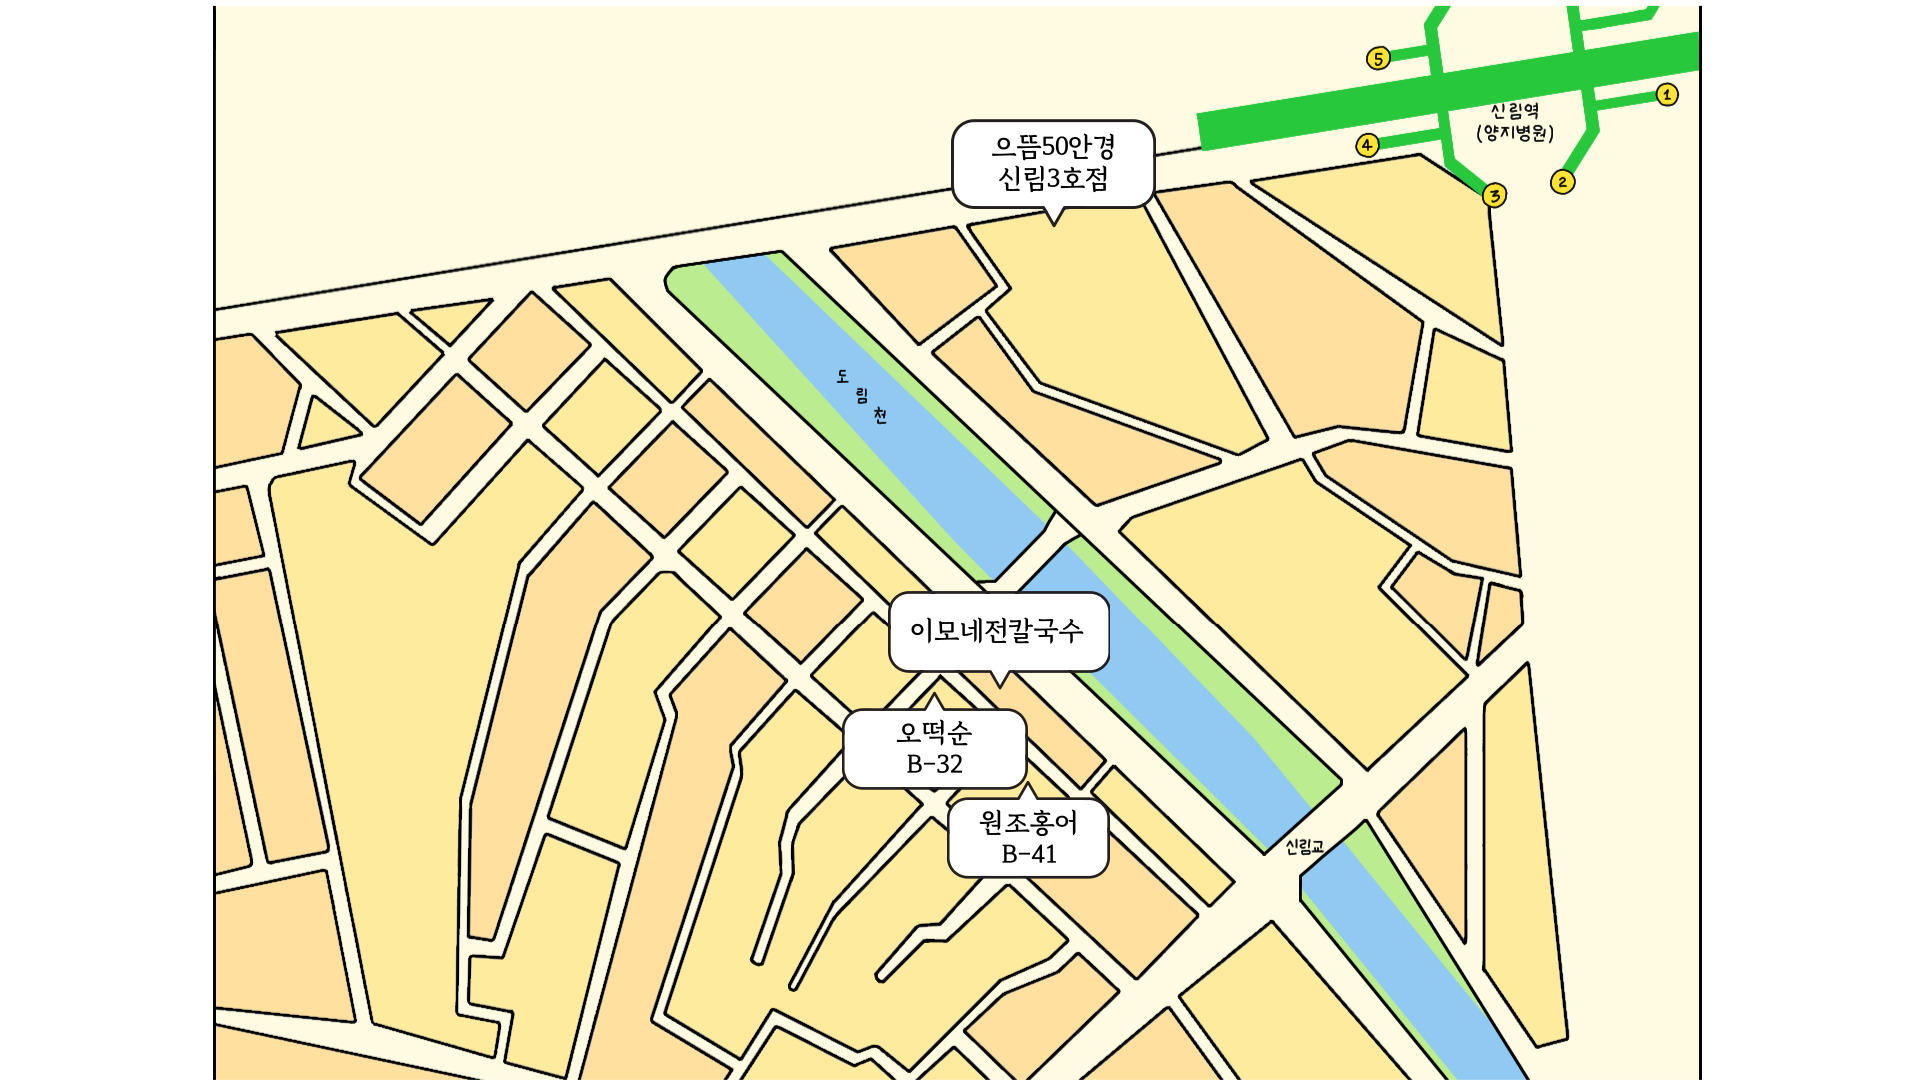 5
1
신림역
(양지병원)
4
2
3
으뜸50안경
신림3호점
도
림
천
이모네전칼국수
오떡순
B-32
원조홍어
B-41
신림교